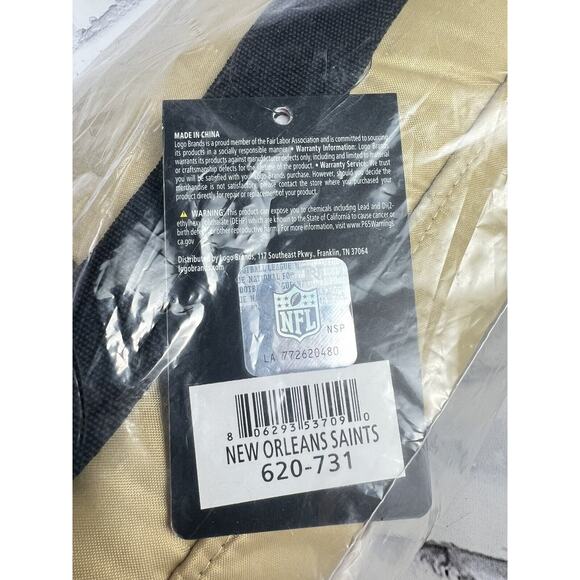 MADE IN CHINA
Logo Brands is a proud member of the Fair Labor Association and is committed to sourcing
its products in a socially responsible manner. • Warranty Information: Logo Brands
warrants its products against manufacturer defects only, including and limited to material
or craftsmanship defects for the lifetime of the product. • Warranty Service: We trust
you will be satisfied with your Logo Brands purchase. However, should you decide the
merchandise is not satisfactory, please contact the store where you purchased your
product directly for repair or replacement of your product.
⚠ WARNING: This product can expose you to chemicals including Lead and Di(2-
ethylhexyl)phthalate (DEHP) which are known to the State of California to cause cancer or
birth defects or other reproductive harm. For more information, visit www.P65Warnings.
ca.gov
Distributed by Logo Brands, 117 Southeast Pkwy., Franklin, TN 37064
logobrands.com
NFL
NSP
LA 772620480
8 06293 53709 0
NEW ORLEANS SAINTS
620-731